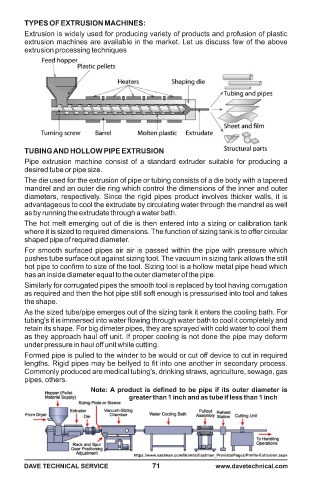 TYPES OF EXTRUSION MACHINES:
Extrusion is widely used for producing variety of products and profusion of plastic
extrusion machines are available in the market. Let us discuss few of the above
extrusion processing techniques
Feed hopper
Plastic pellets
Heaters
Shaping die
Tubing and pipes
Sheet and film
Turning screw
Barrel
Molten plastic
Extrudate
Structural parts
TUBING AND HOLLOW PIPE EXTRUSION
Pipe extrusion machine consist of a standard extruder suitable for producing a
desired tube or pipe size.
The die used for the extrusion of pipe or tubing consists of a die body with a tapered
mandrel and an outer die ring which control the dimensions of the inner and outer
diameters, respectively. Since the rigid pipes product involves thicker walls, it is
advantageous to cool the extrudate by circulating water through the mandrel as well
as by running the extrudate through a water bath.
The hot melt emerging out of die is then entered into a sizing or calibration tank
where it is sized to required dimensions. The function of sizing tank is to offer circular
shaped pipe of required diameter.
For smooth surfaced pipes air air is passed within the pipe with pressure which
pushes tube surface out against sizing tool. The vacuum in sizing tank allows the still
hot pipe to confirm to size of the tool. Sizing tool is a hollow metal pipe head which
has an inside diameter equal to the outer diameter of the pipe.
Similarly for corrugated pipes the smooth tool is replaced by tool having corrugation
as required and then the hot pipe still soft enough is pressurised into tool and takes
the shape.
As the sized tube/pipe emerges out of the sizing tank it enters the cooling bath. For
tubing's it is immersed into water flowing through water bath to cool it completely and
retain its shape. For big dimeter pipes, they are sprayed with cold water to cool them
as they approach haul off unit. If proper cooling is not done the pipe may deform
under pressure in haul off unit while cutting.
Formed pipe is pulled to the winder to be would or cut off device to cut in required
lengths. Rigid pipes may be bellyed to fit into one another in secondary process.
Commonly produced are medical tubing's, drinking straws, agriculture, sewage, gas
pipes, others.
Note: A product is defined to be pipe if its outer diameter is
greater than 1 inch and as tube if less than 1 inch
Hopper (Pellet
Material Supply)
Sizing Plate or Sleeve
From Dryer
Extruder
Die
Vacuum-Sizing
Chamber
Water Cooling Bath
Pullout
Assembly
Reheat
Station
Cutting Unit
To Handling
Operations
Rack and Spur
Gear Positioning
Adjustment
DAVE TECHNICAL SERVICE
71
www.davetechnical.com